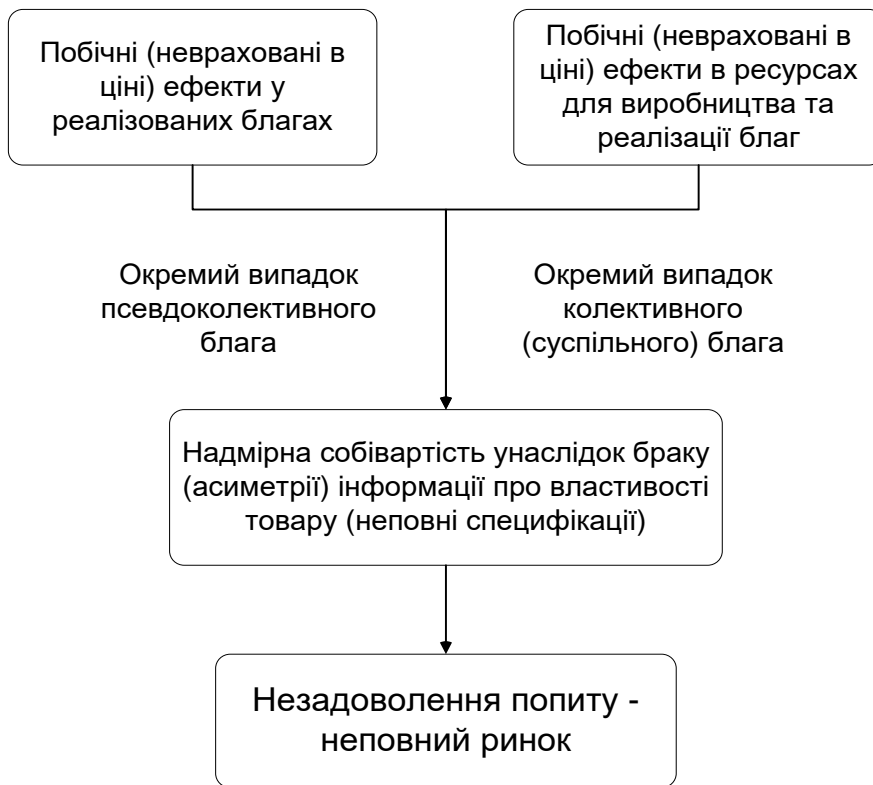 Побічні (невраховані в
ціні) ефекти у
реалізованих благах
Побічні (невраховані в
ціні) ефекти в ресурсах
для виробництва та
реалізації благ
Окремий випадок
псевдоколективного
блага
Окремий випадок
колективного
(суспільного) блага
Надмірна собівартість унаслідок браку
(асиметрії) інформації про властивості
товару (неповні специфікації)
Незадоволення попиту -
неповний ринок